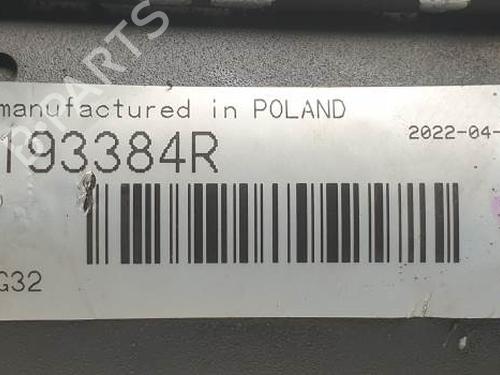 manufactured in POLAND
193384R
2022-04-
G32